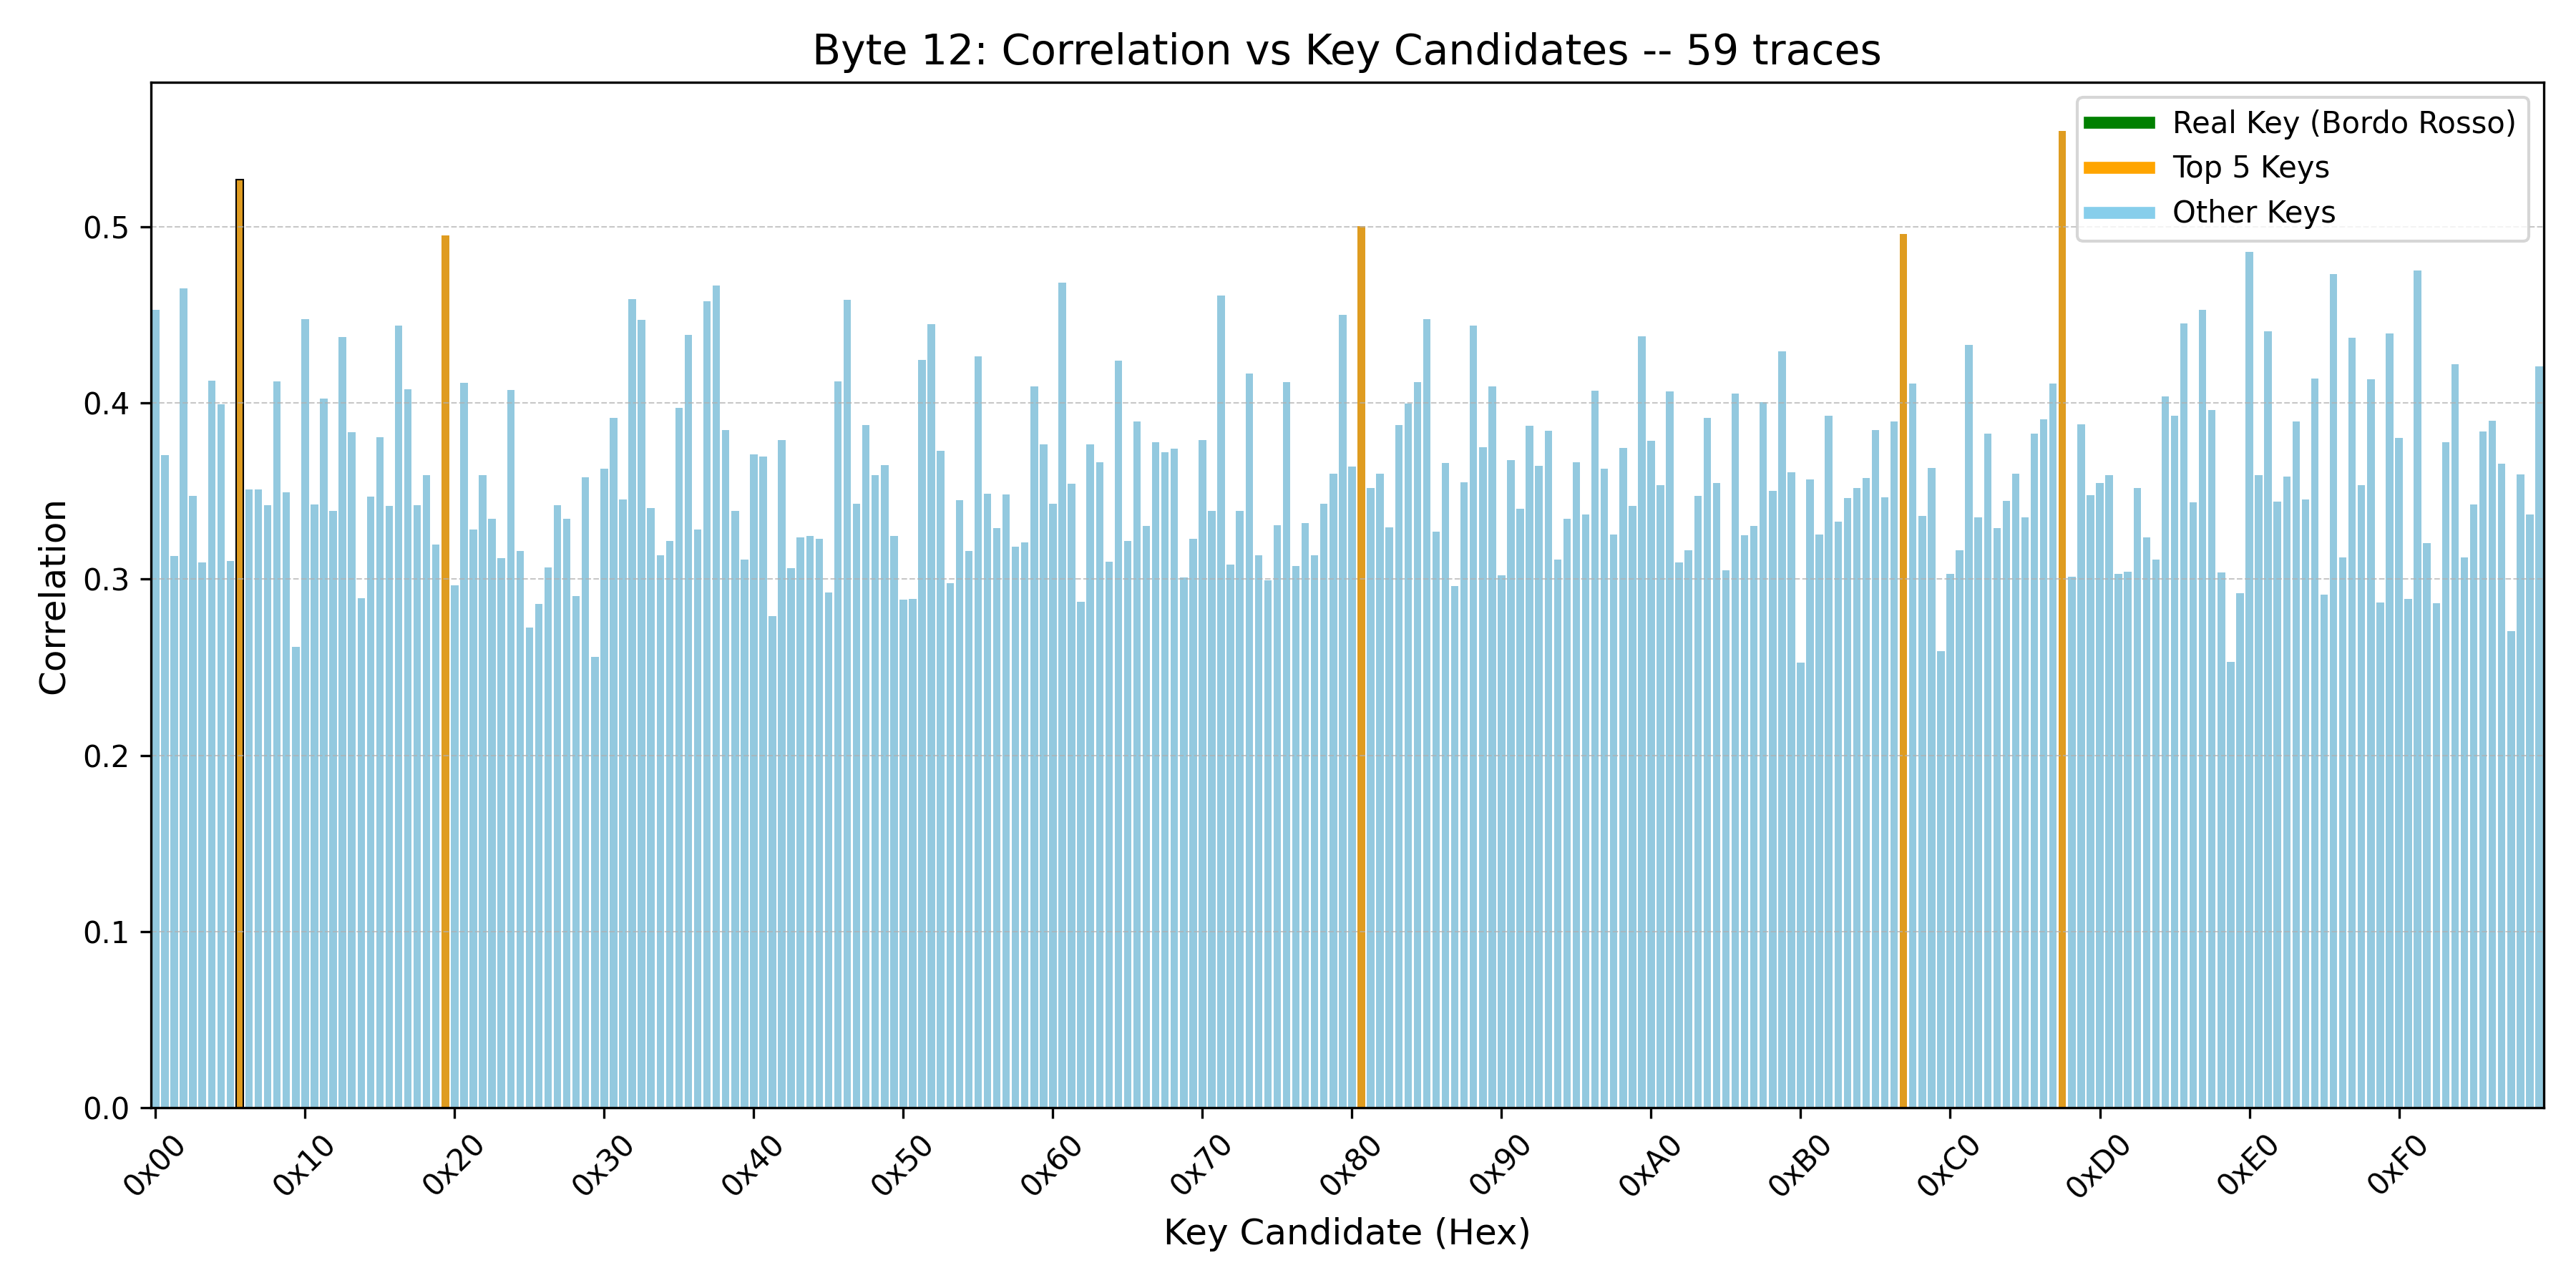 Byte 12: Correlation vs Key Candidates -- 59 traces
Real Key (Bordo Rosso)
Top 5 Keys
Other Keys
Correlation
0.5
0.4
0.3
0.2
0.1
0.0
0x00 0x10 0x20 0x30 0x40 0x50 0x60 0x70 0x80 0x90 0xA0 0xB0 0xC0 0xD0 0xE0 0xF0
Key Candidate (Hex)